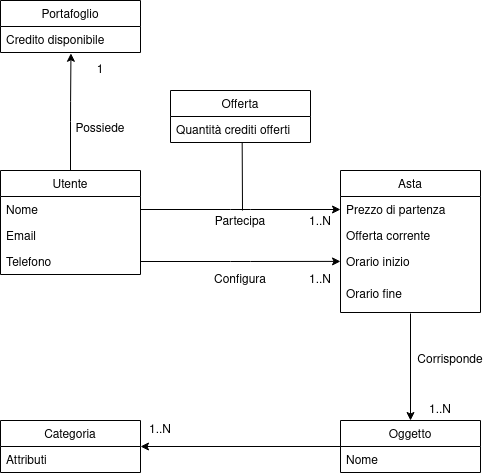 Portafoglio
Credito disponibile
1
Possiede
Offerta
Quantità crediti offerti
Utente
Nome
Email
Telefono
Partecipa
1..N
Configura
1..N
Asta
Prezzo di partenza
Offerta corrente
Orario inizio
Orario fine
Corrisponde
1..N
Categoria
Attributi
1..N
Oggetto
Nome